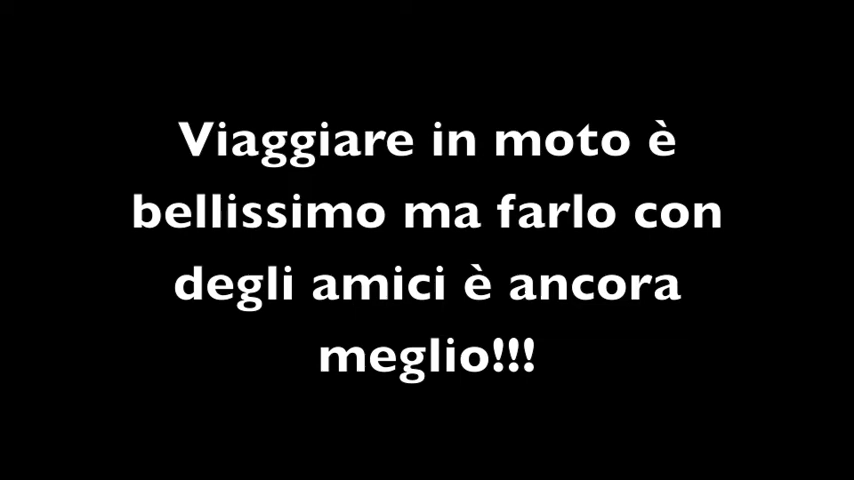 Viaggiare in moto è
bellissimo ma farlo con
degli amici è ancora
meglio!!!